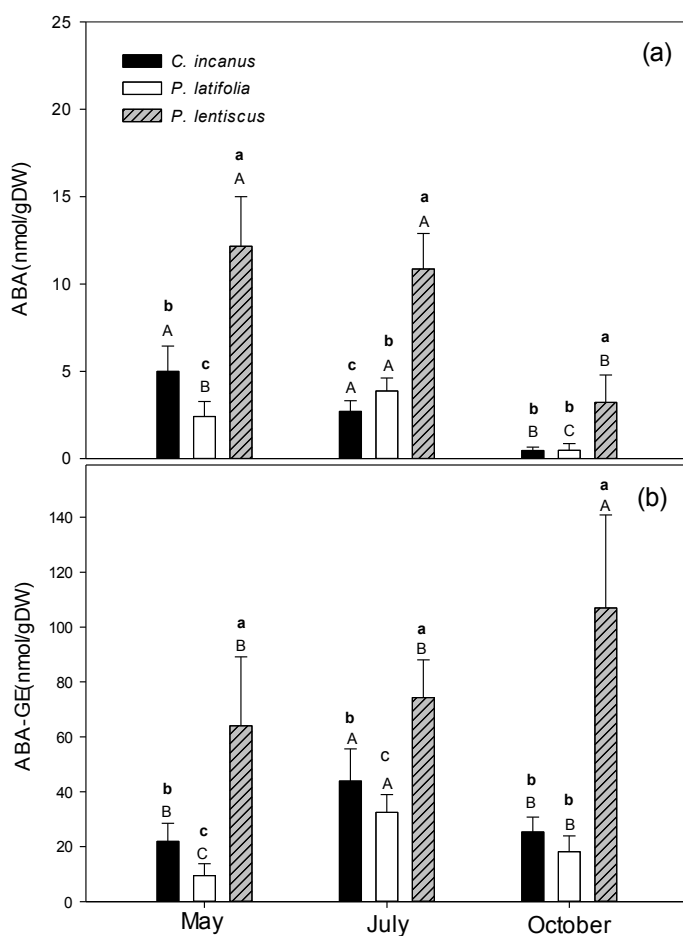 25
(a)
C. incanus
P. latifolia
P. lentiscus
20
15
10
5
0
ABA(nmol/gDW)
b
A
c
B
a
A
c
A
b
A
a
A
b
B
b
C
a
B
(b)
140
120
100
80
60
40
20
0
ABA-GE(nmol/gDW)
b
B
c
C
a
B
b
A
c
A
a
B
b
B
b
B
a
A
May July October